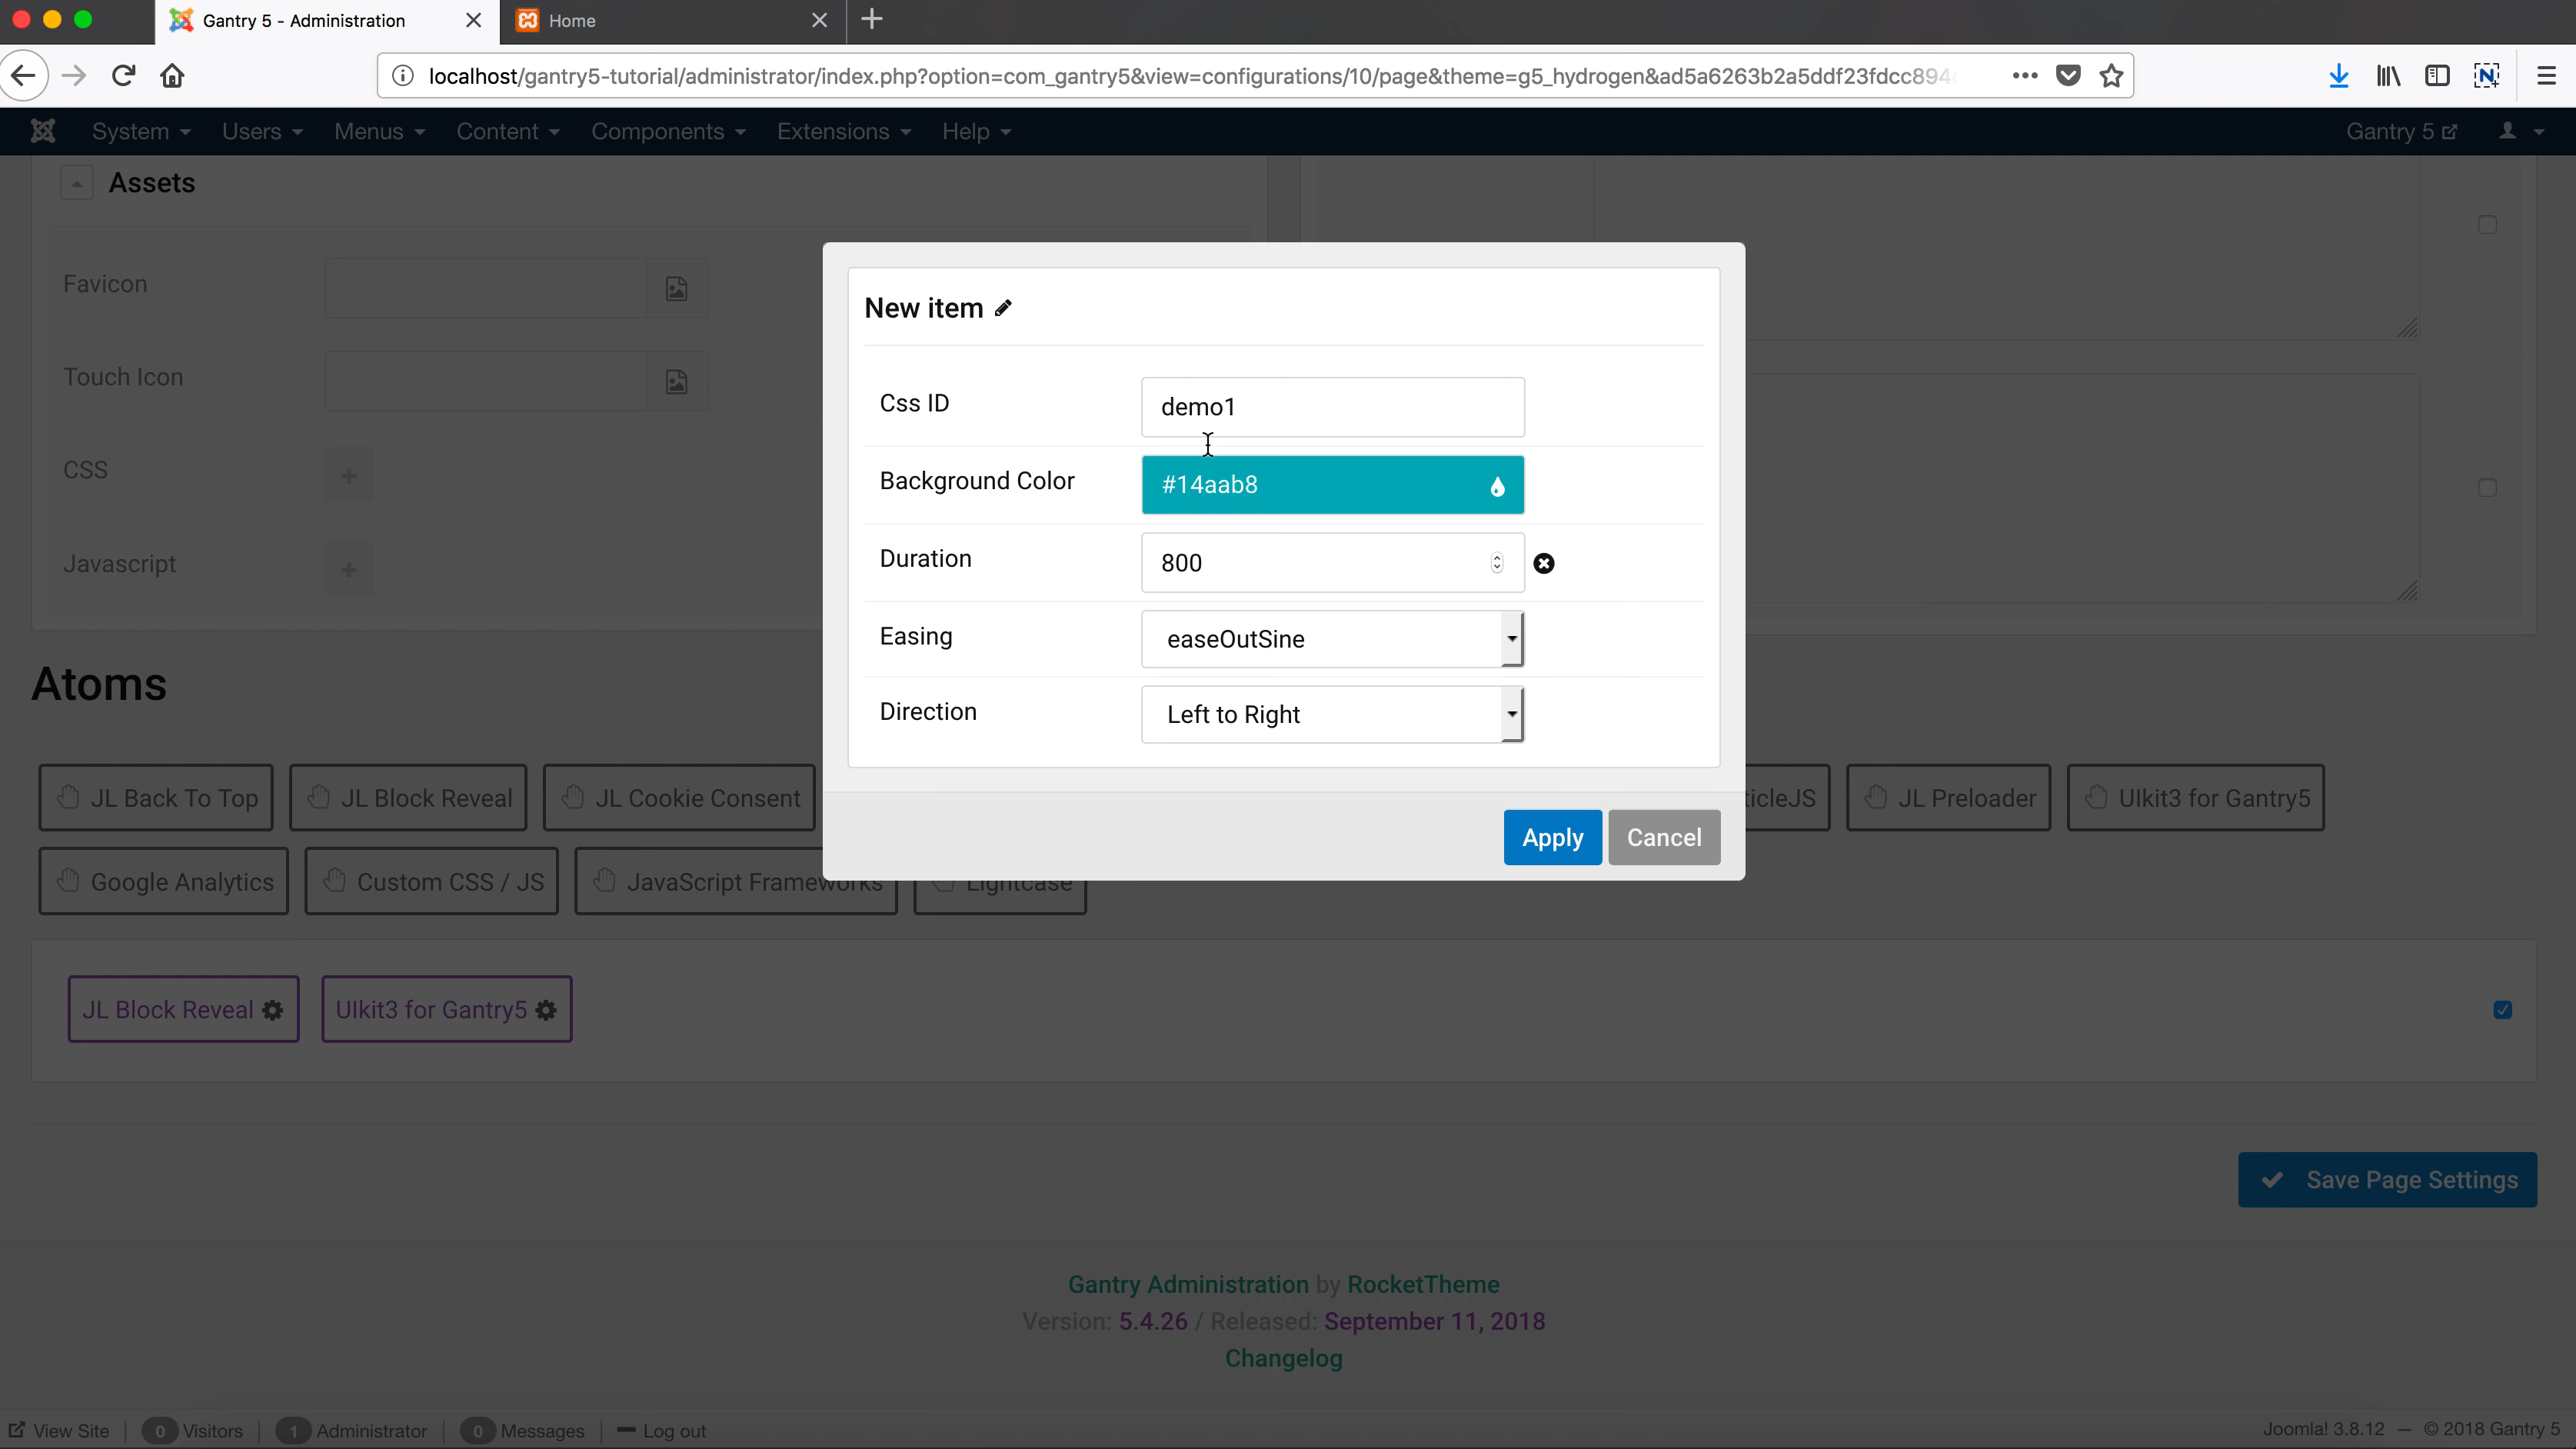 Gantry 5 - Administration
Home
localhost/gantry5-tutorial/administrator/index.php?option=com_gantry5&view=configurations/10/page&theme=g5_hydrogen&ad5a6263b2a5ddf23fdcc894
System Users Menus Content Components Extensions Help Gantry 5
Assets
Favicon
Touch Icon
CSS
Javascript
New item
Css ID demo1
Background Color #14aab8
Duration 800
Easing easeOutSine
Direction Left to Right
Apply Cancel
Atoms
JL Back To Top JL Block Reveal JL Cookie Consent ticleJS JL Preloader UIkit3 for Gantry5
Google Analytics Custom CSS / JS JavaScript Frameworks Lightcase
JL Block Reveal UIkit3 for Gantry5
Save Page Settings
Gantry Administration by RocketTheme
Version: 5.4.26 / Released: September 11, 2018
Changelog
View Site 0 Visitors 1 Administrator 0 Messages Log out Joomla! 3.8.12 — © 2018 Gantry 5